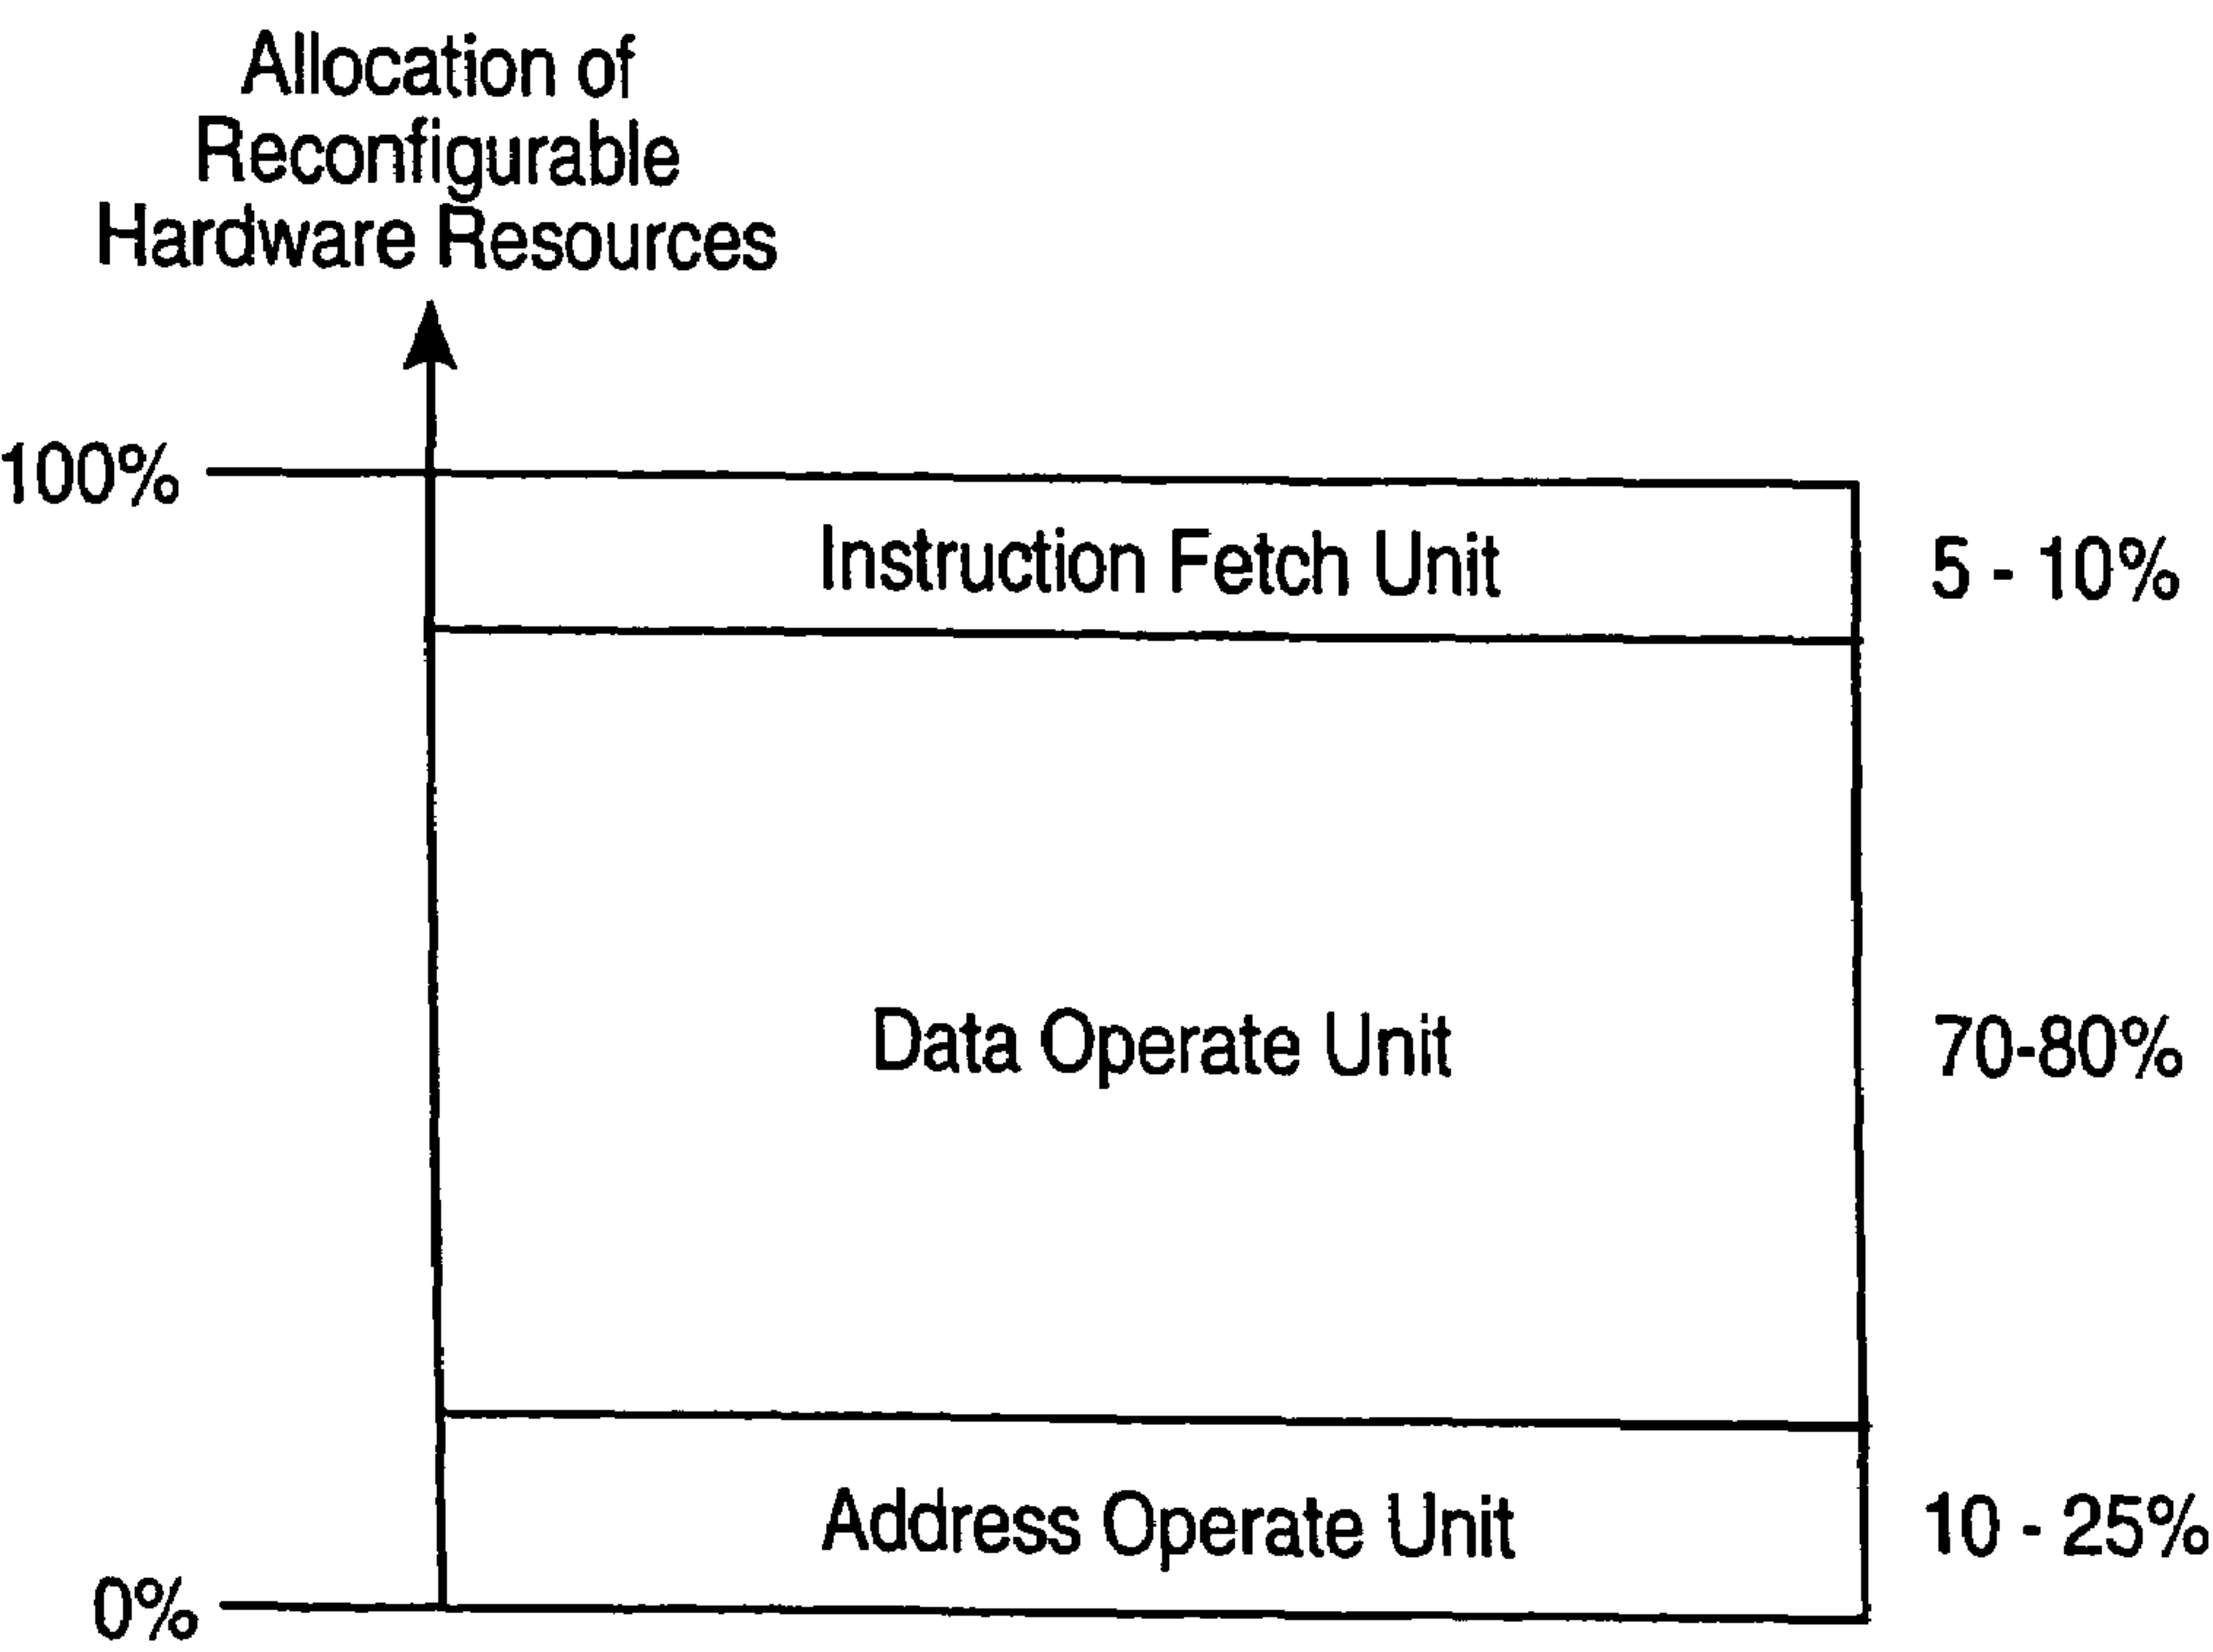 Allocation of
Reconfigurable
Hardware Resources
100%
Instruction Fetch Unit
5 - 10%
Data Operate Unit
70-80%
Address Operate Unit
10 - 25%
0%